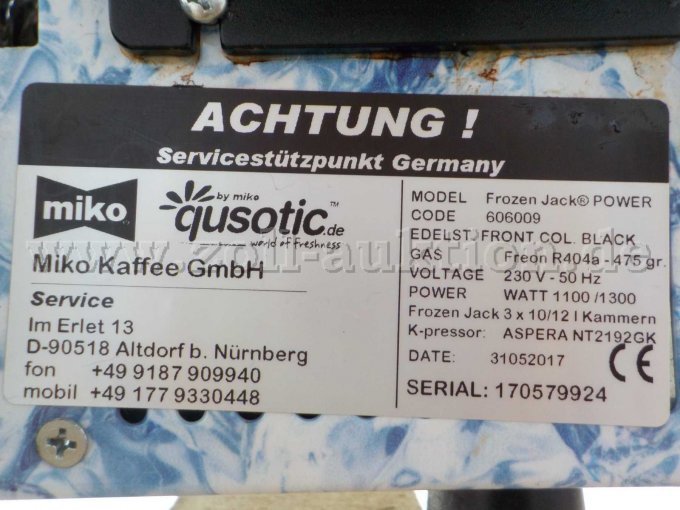 ACHTUNG !
Servicestützpunkt Germany
miko
by miko
qusotic.de
world of Freshness
Miko Kaffee GmbH
Service
Im Erlet 13
D-90518 Altdorf b. Nürnberg
fon +49 9187 909940
mobil +49 177 9330448
MODEL Frozen Jack® POWER
CODE 606009
EDELST. FRONT COL. BLACK
GAS Freon R404a - 475 gr.
VOLTAGE 230 V - 50 Hz
POWER WATT 1100 /1300
Frozen Jack 3 x 10/12 l Kammern
K-pressor: ASPERA NT2192GK
DATE: 31052017
CE
SERIAL: 170579924
www.zoll-auktion.de